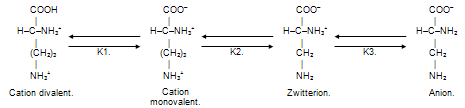 COOH COO⁻ COO⁻ COO⁻
H–C–NH₃⁺ H–C–NH₃⁺ H–C–NH₃⁺ H–C–NH₂
K1. K2. K3.
(CH₂)₂ (CH₂)₂ CH₂ CH₂
NH₃⁺ NH₃⁺ NH₂ NH₂
Cation divalent. Cation monovalent. Zwitterion. Anion.